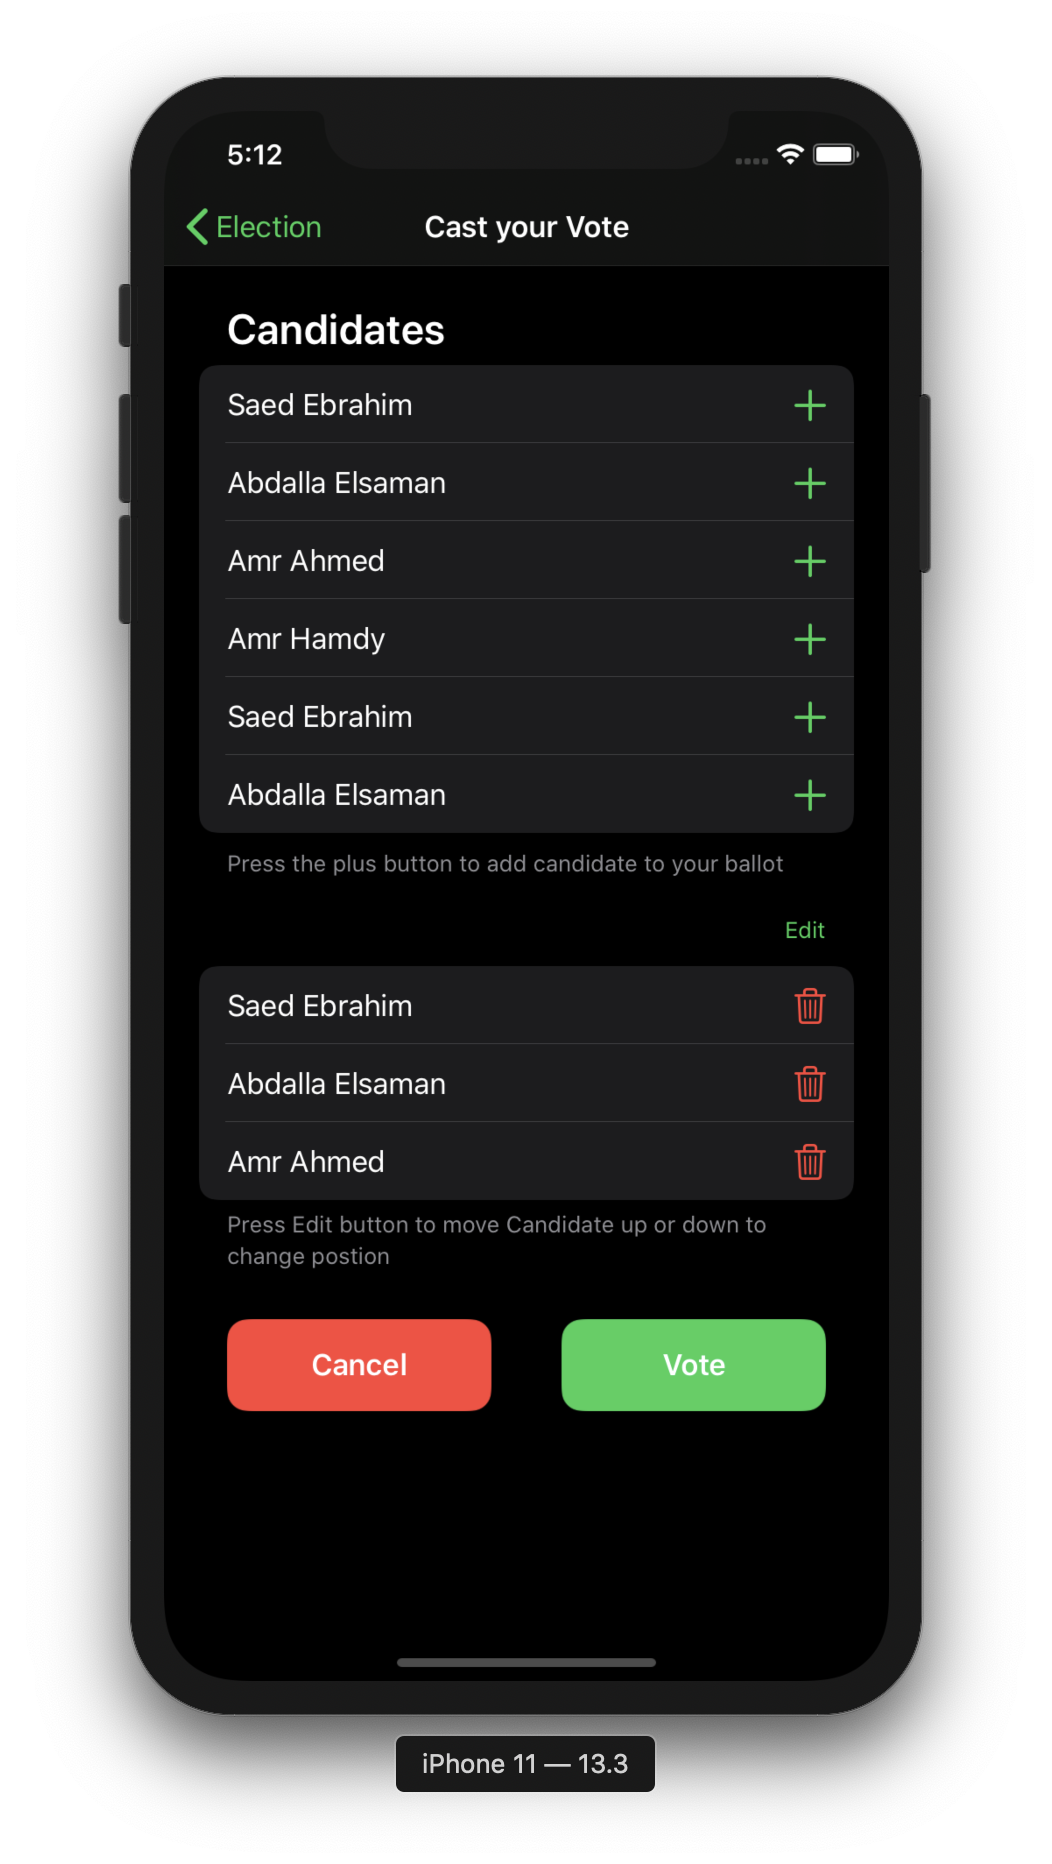 5:12
Election
Cast your Vote
Candidates
Saed Ebrahim
Abdalla Elsaman
Amr Ahmed
Amr Hamdy
Saed Ebrahim
Abdalla Elsaman
Press the plus button to add candidate to your ballot
Edit
Saed Ebrahim
Abdalla Elsaman
Amr Ahmed
Press Edit button to move Candidate up or down to
change postion
Cancel
Vote
iPhone 11 — 13.3